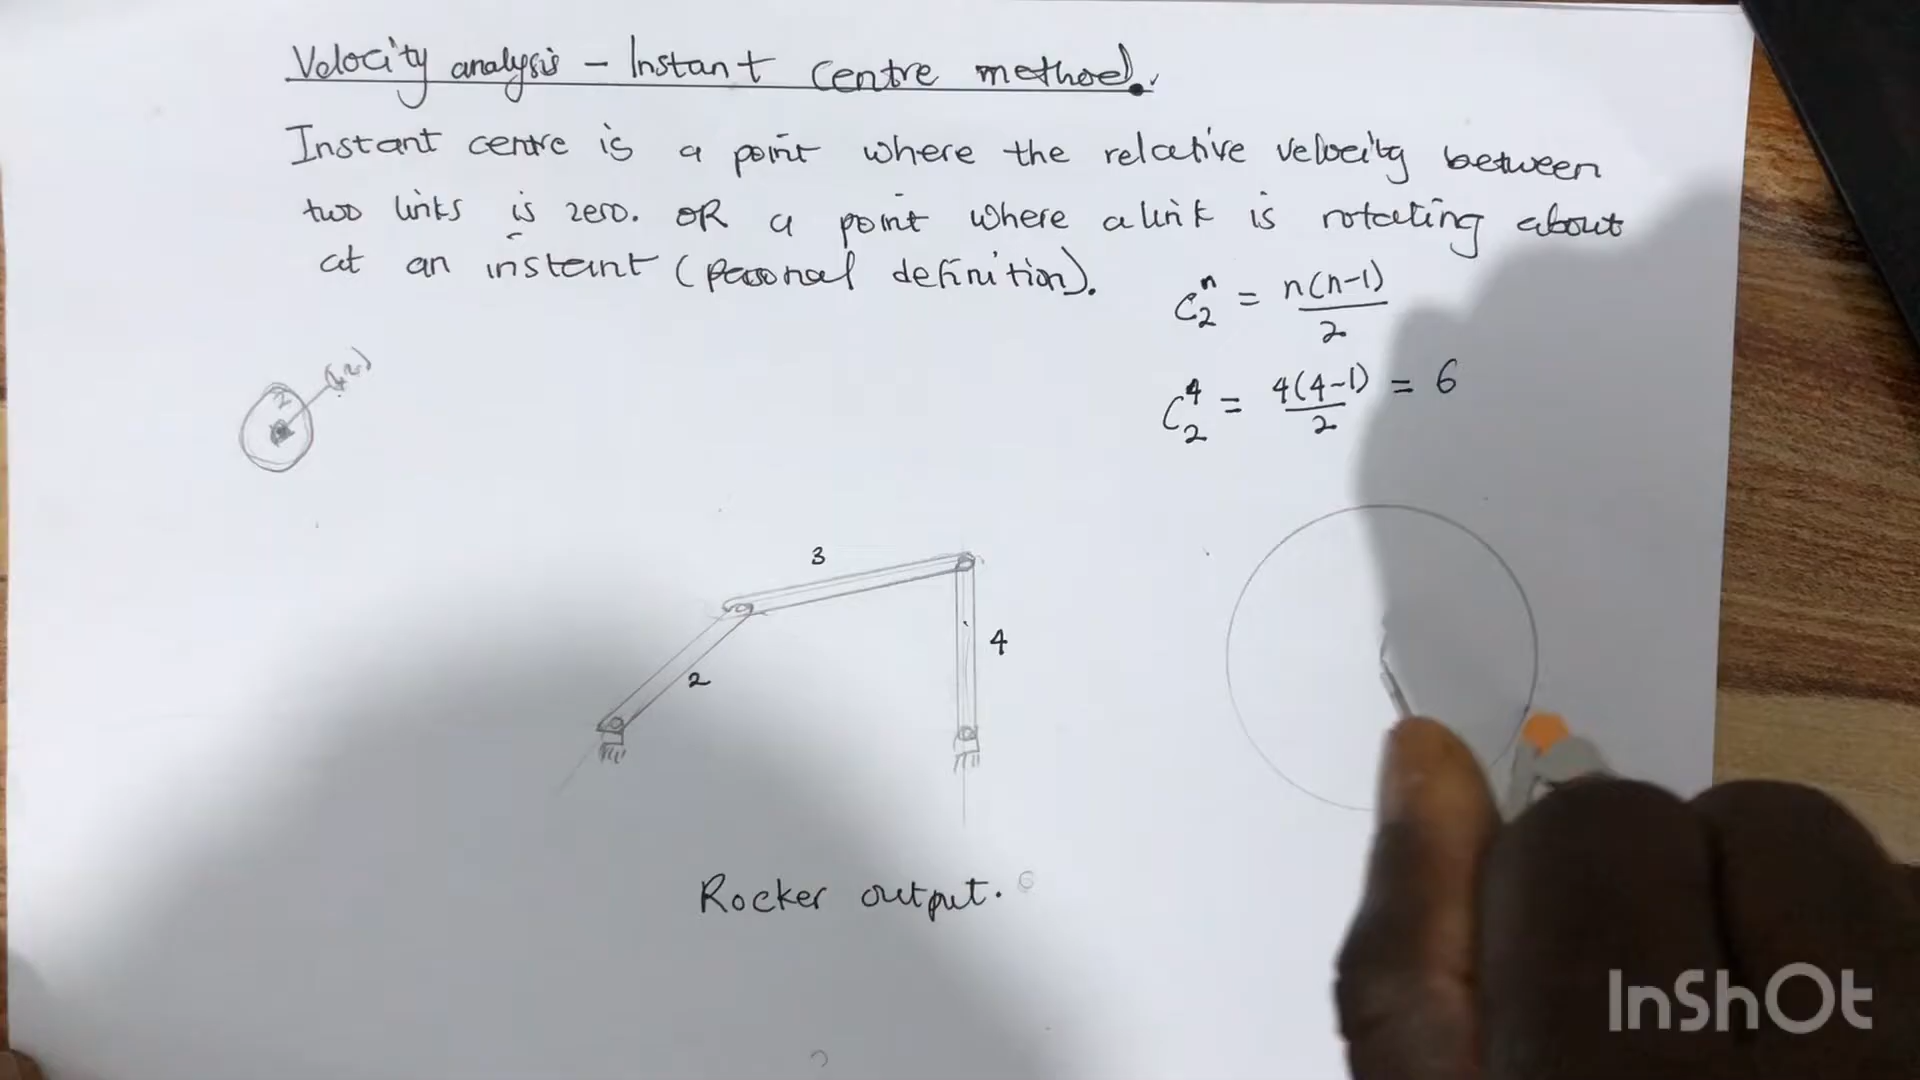 Velocity analysis – Instant centre method.
Instant centre is a point where the relative velocity between
two links is zero. OR a point where a link is rotating about
at an instant (personal definition).
C₂ⁿ = n(n-1)/2
C₂⁴ = 4(4-1)/2 = 6
2
3
4
2
Rocker output.
InShOt